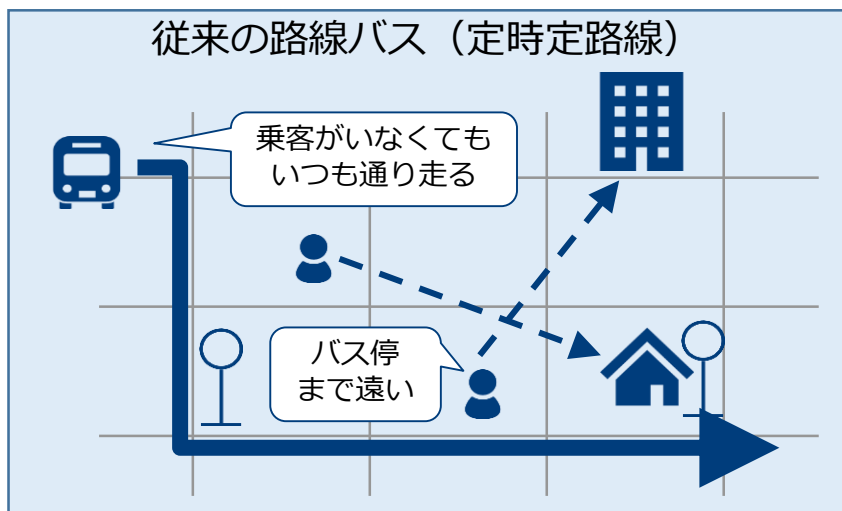 従来の路線バス（定時定路線）
乗客がいなくても
いつも通り走る
バス停
まで遠い